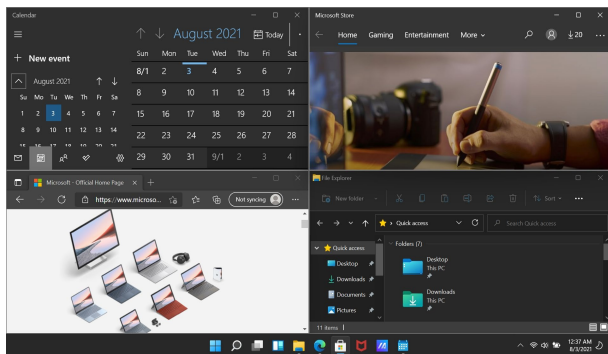 Calendar
August 2021
Today
New event
Sun Mon Tue Wed Thu Fri Sat
8/1 2 3 4 5 6 7
8 9 10 11 12 13 14
15 16 17 18 19 20 21
22 23 24 25 26 27 28
29 30 31 9/1 2 3 4
August 2021
Su Mo Tu We Th Fr Sa
1 2 3 4 5 6 7
8 9 10 11 12 13 14
15 16 17 18 19 20 21
Microsoft Store
Home Gaming Entertainment More
20
Microsoft - Official Home Page
https://www.microso...
Not syncing
File Explorer
New folder
Sort
Quick access
Search Quick access
Quick access
Desktop
Downloads
Documents
Pictures
Folders (7)
Desktop
This PC
Downloads
This PC
11 items
12:37 AM
8/3/2021